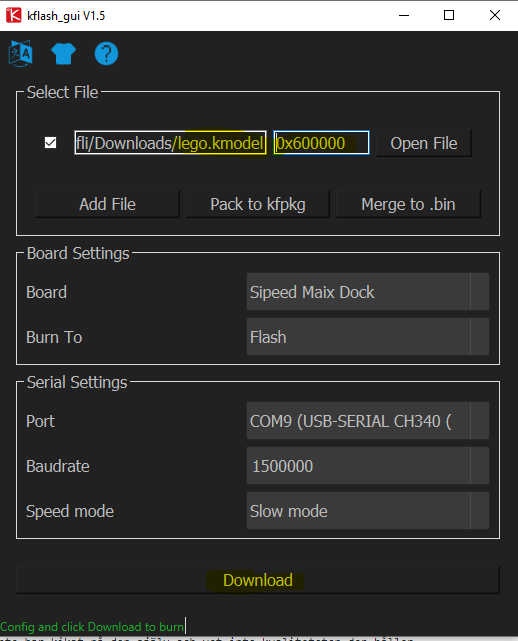 kflash_gui V1.5
Select File
fli/Downloads/lego.kmodel 0x600000 Open File
Add File Pack to kfpkg Merge to .bin
Board Settings
Board Sipeed Maix Dock
Burn To Flash
Serial Settings
Port COM9 (USB-SERIAL CH340 (
Baudrate 1500000
Speed mode Slow mode
Download
Config and click Download to burn